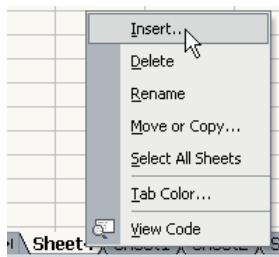 Insert...
Delete
Rename
Move or Copy...
Select All Sheets
Tab Color...
View Code
Sheet